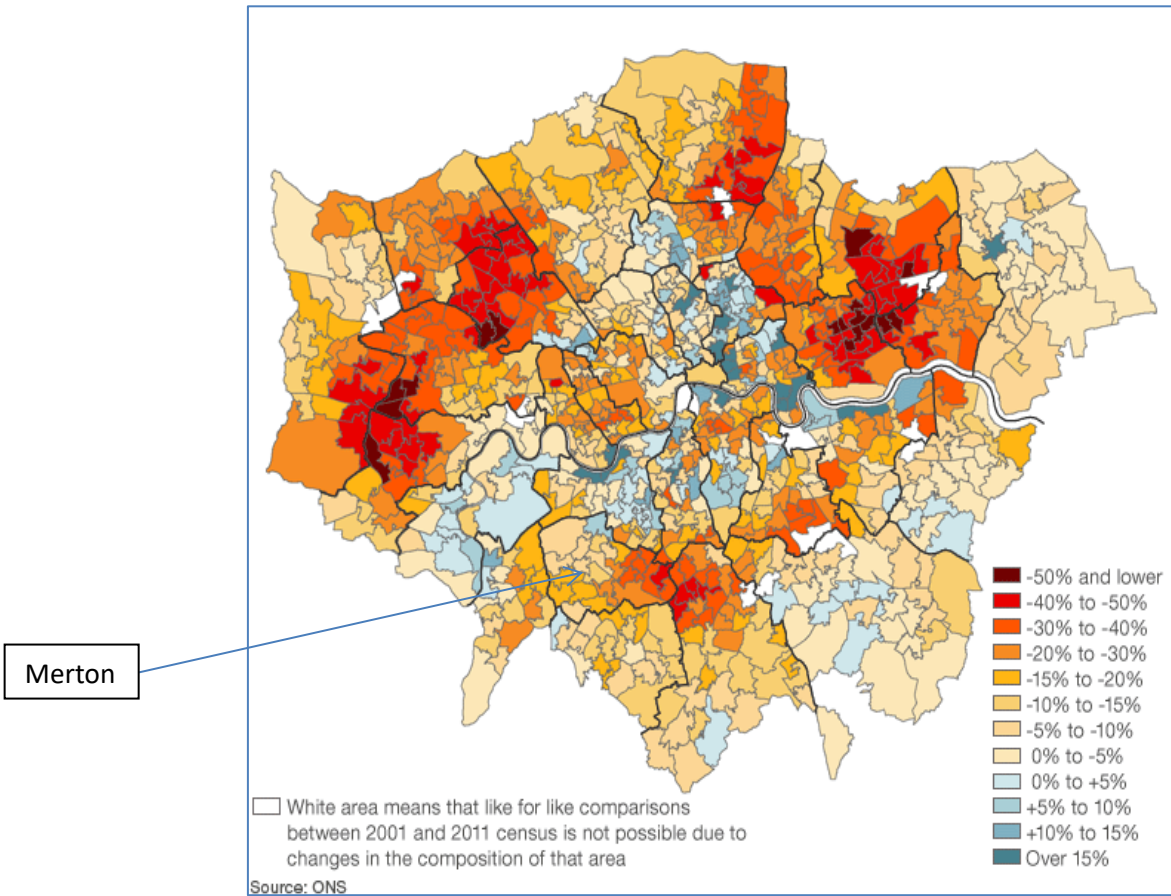 Merton
-50% and lower
-40% to -50%
-30% to -40%
-20% to -30%
-15% to -20%
-10% to -15%
-5% to -10%
0% to -5%
0% to +5%
+5% to 10%
+10% to 15%
Over 15%
White area means that like for like comparisons
between 2001 and 2011 census is not possible due to
changes in the composition of that area
Source: ONS